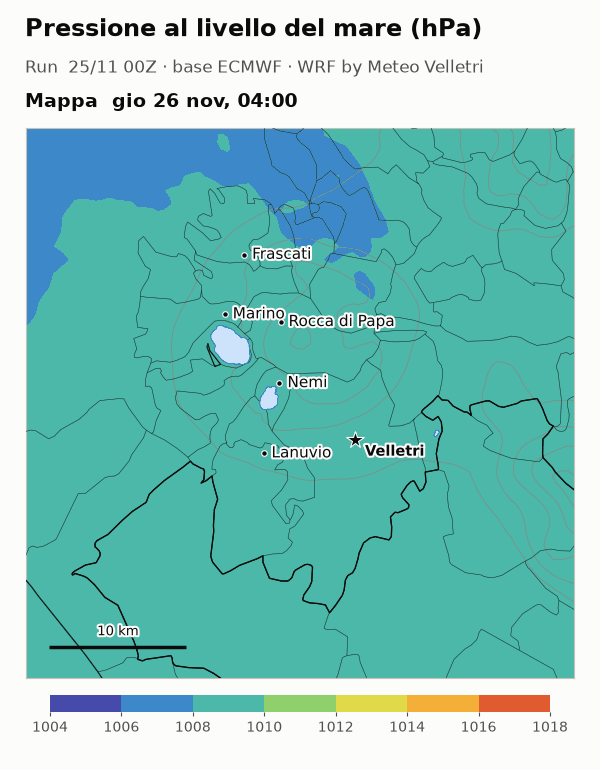 Pressione al livello del mare (hPa)
Run  25/11 00Z · base ECMWF · WRF by Meteo Velletri
Mappa  gio 26 nov, 04:00
Frascati
Marino
Rocca di Papa
Nemi
Velletri
Lanuvio
10 km
1004 1006 1008 1010 1012 1014 1016 1018